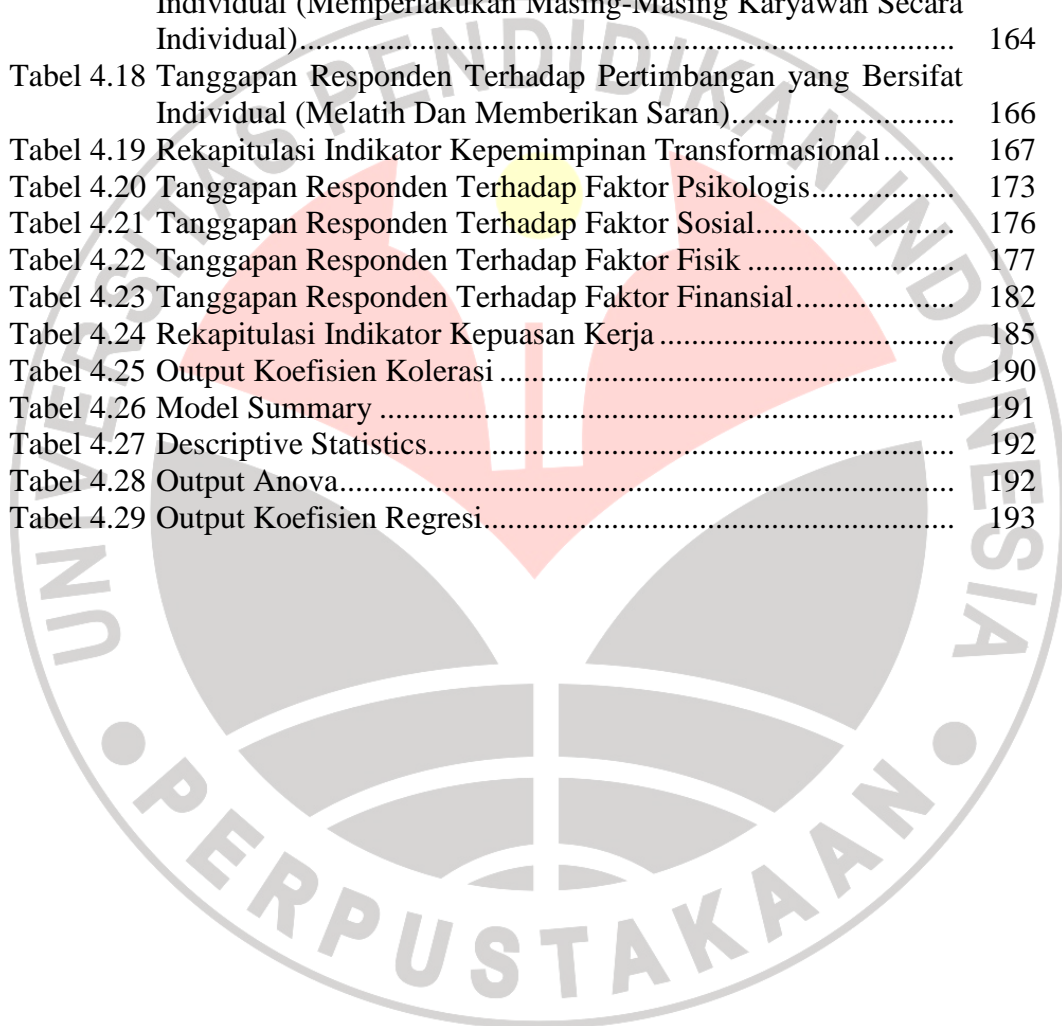 Individual (Memperlakukan Masing-Masing Karyawan Secara
Individual).................................................................................. 164
Tabel 4.18 Tanggapan Responden Terhadap Pertimbangan yang Bersifat
Individual (Melatih Dan Memberikan Saran)............................ 166
Tabel 4.19 Rekapitulasi Indikator Kepemimpinan Transformasional......... 167
Tabel 4.20 Tanggapan Responden Terhadap Faktor Psikologis.................. 173
Tabel 4.21 Tanggapan Responden Terhadap Faktor Sosial......................... 176
Tabel 4.22 Tanggapan Responden Terhadap Faktor Fisik .......................... 177
Tabel 4.23 Tanggapan Responden Terhadap Faktor Finansial.................... 182
Tabel 4.24 Rekapitulasi Indikator Kepuasan Kerja ..................................... 185
Tabel 4.25 Output Koefisien Kolerasi ......................................................... 190
Tabel 4.26 Model Summary ........................................................................ 191
Tabel 4.27 Descriptive Statistics.................................................................. 192
Tabel 4.28 Output Anova............................................................................. 192
Tabel 4.29 Output Koefisien Regresi........................................................... 193
UNIVERSITAS PENDIDIKAN INDONESIA
PERPUSTAKAAN